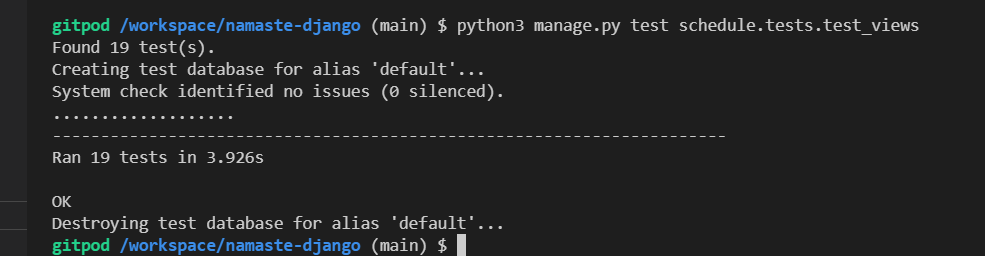 gitpod /workspace/namaste-django (main) $ python3 manage.py test schedule.tests.test_views
Found 19 test(s).
Creating test database for alias 'default'...
System check identified no issues (0 silenced).
...................
----------------------------------------------------------------------
Ran 19 tests in 3.926s

OK
Destroying test database for alias 'default'...
gitpod /workspace/namaste-django (main) $